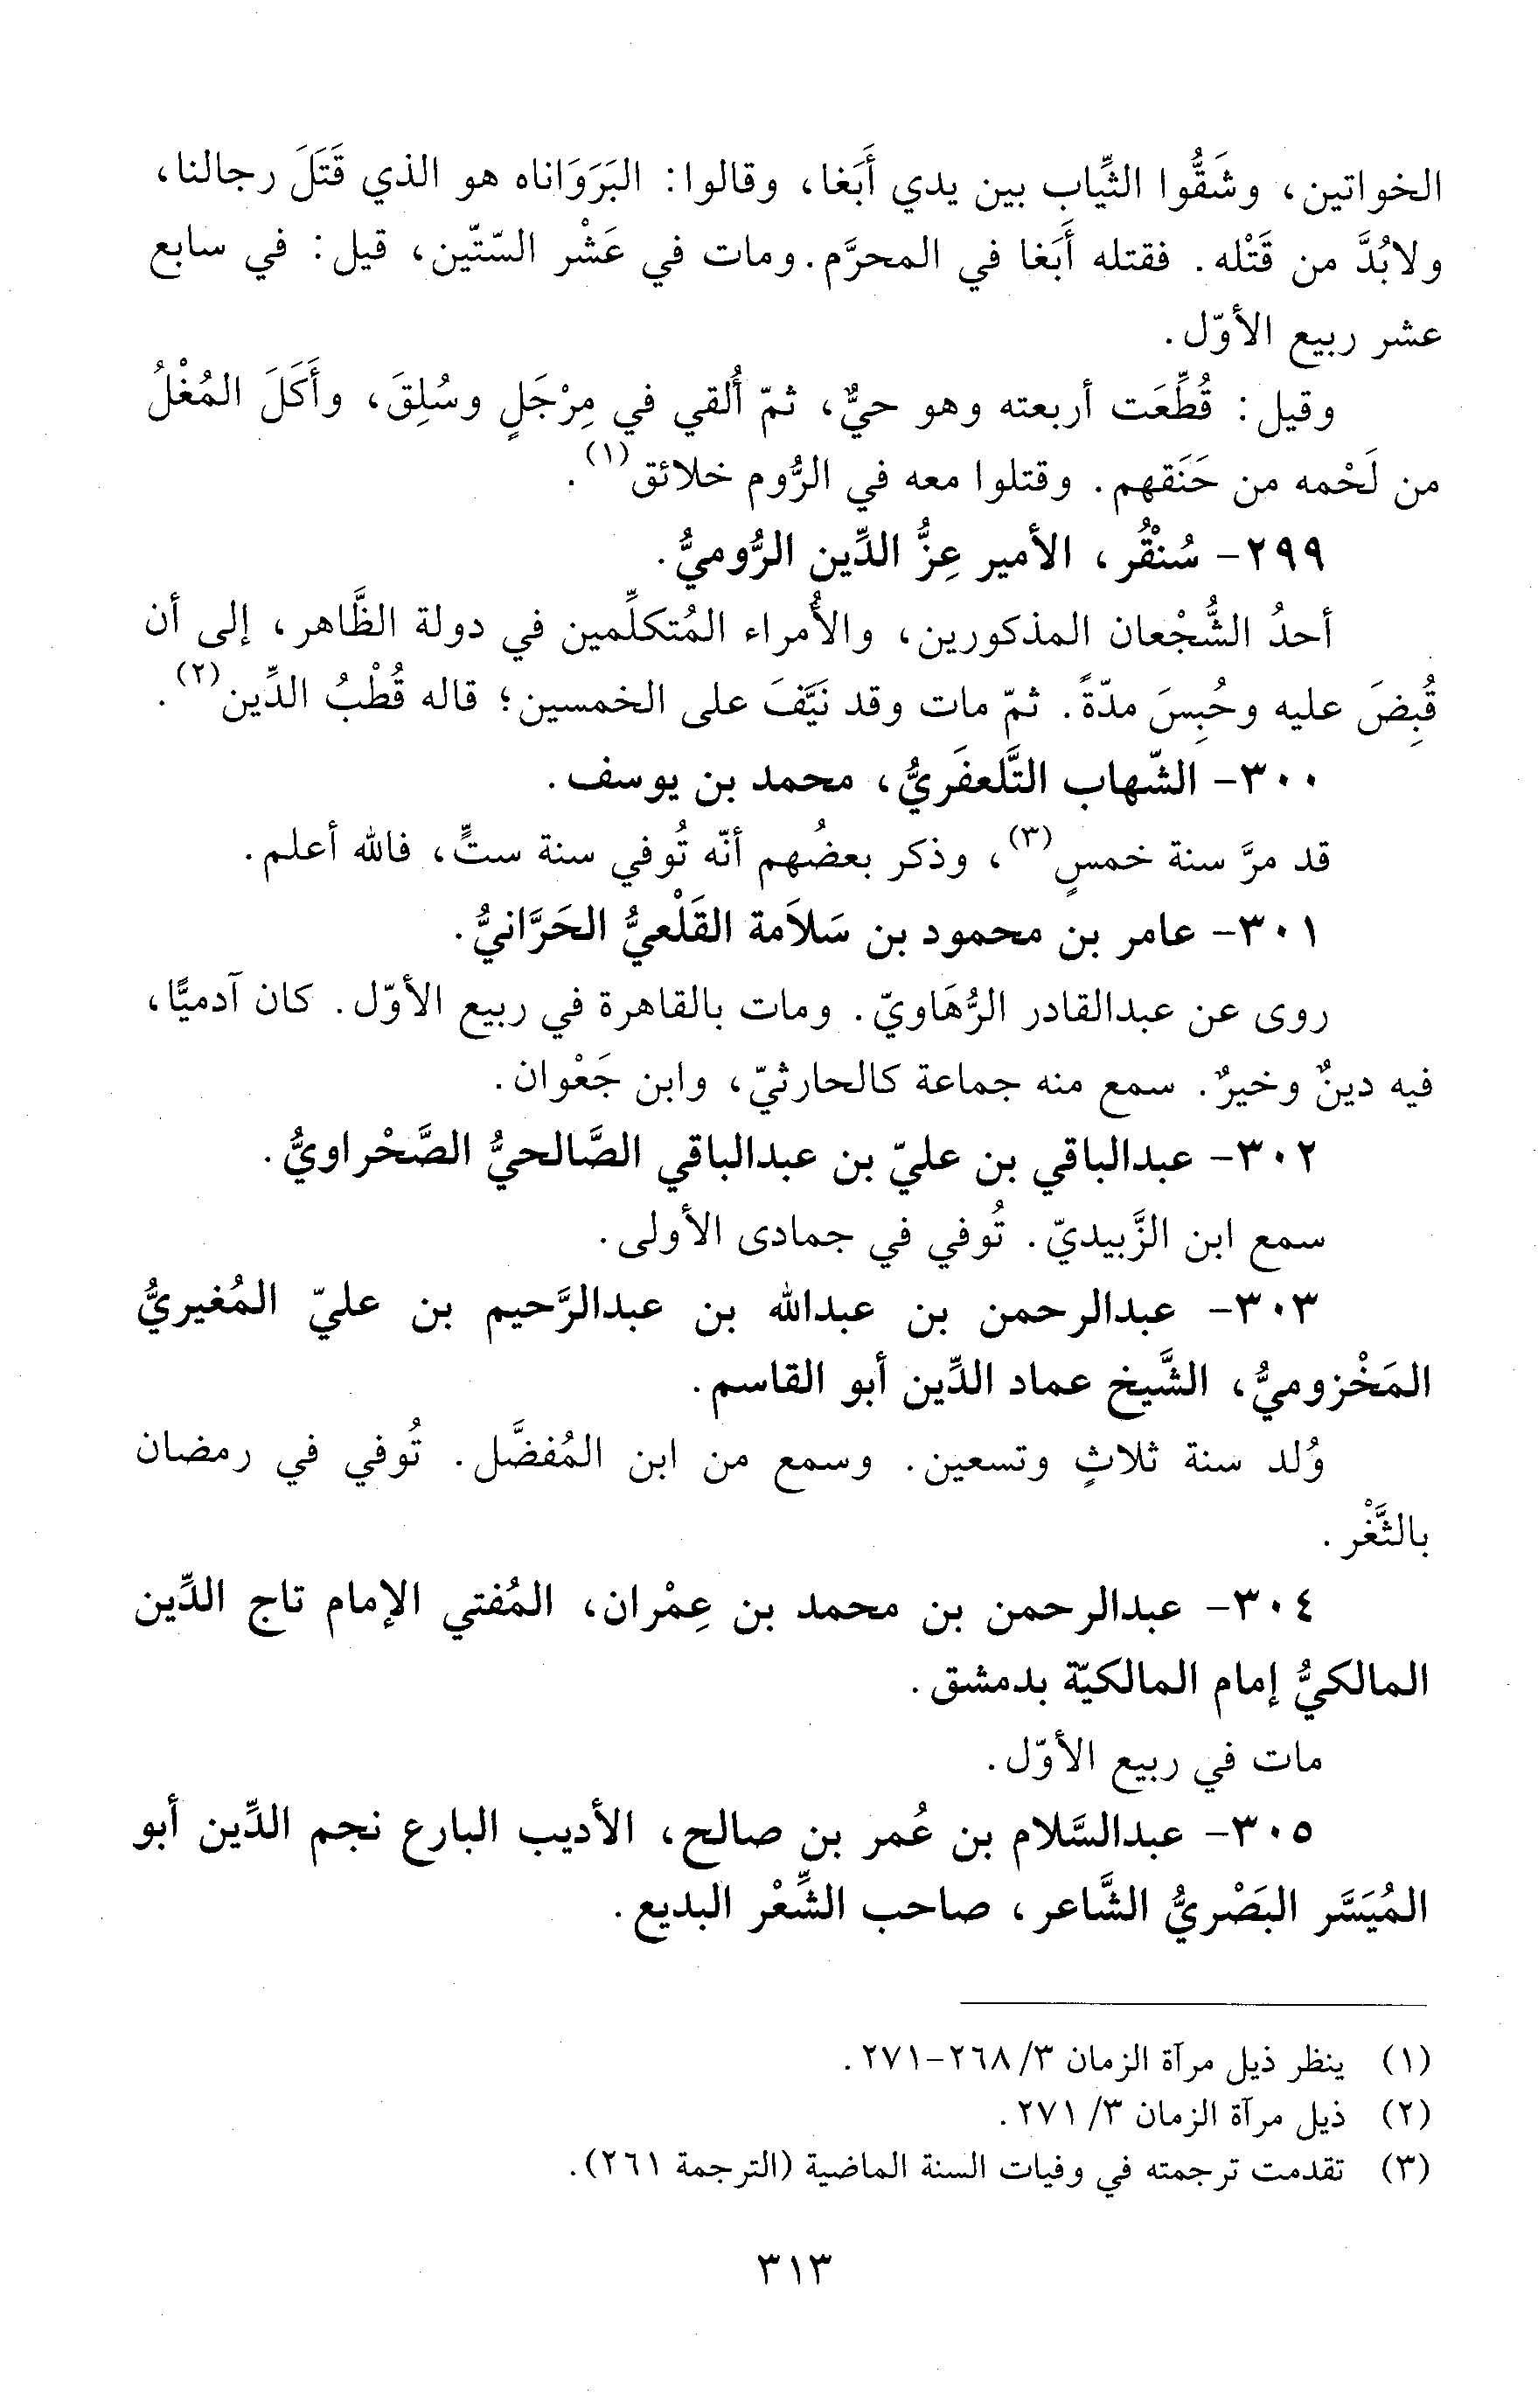 الخواتين، وشَقُّوا الثِّياب بين يدي أَبَغا، وقالوا: البَرَوَاناه هو الذي قَتَلَ رجالنا،
ولابُدَّ من قَتْله. فقتله أَبَغا في المحرَّم. ومات في عَشْر السّتّين، قيل: في سابع
عشر ربيع الأوّل.
وقيل: قُطِّعَت أربعته وهو حيٌّ، ثمّ أُلقي في مِرْجَلٍ وسُلِقَ، وأَكَلَ المُغْلُ
من لَحْمه من حَنَقهم. وقتلوا معه في الرُّوم خلائق(١).
٢٩٩- سُنْقُر، الأمير عِزُّ الدِّين الرُّوميُّ.
أحدُ الشُّجْعان المذكورين، والأُمراء المُتكلِّمين في دولة الظَّاهر، إلى أن
قُبِضَ عليه وحُبِسَ مدّةً. ثمّ مات وقد نَيَّفَ على الخمسين؛ قاله قُطْبُ الدِّين(٢).
٣٠٠- الشّهاب التَّلعفَريُّ، محمد بن يوسف.
قد مرَّ سنة خمسٍ(٣)، وذكر بعضُهم أنّه تُوفي سنة ستٍّ، فالله أعلم.
٣٠١- عامر بن محمود بن سَلاَمة القَلْعيُّ الحَرَّانيُّ.
روى عن عبدالقادر الرُّهَاويّ. ومات بالقاهرة في ربيع الأوّل. كان آدميًّا،
فيه دينٌ وخيرٌ. سمع منه جماعة كالحارثيّ، وابن جَعْوان.
٣٠٢- عبدالباقي بن عليّ بن عبدالباقي الصَّالحيُّ الصَّحْراويُّ.
سمع ابن الزَّبيديّ. تُوفي في جمادى الأولى.
٣٠٣- عبدالرحمن بن عبدالله بن عبدالرَّحيم بن عليّ المُغيريُّ
المَخْزوميُّ، الشَّيخ عماد الدِّين أبو القاسم.
وُلد سنة ثلاثٍ وتسعين. وسمع من ابن المُفضَّل. تُوفي في رمضان
بالثَّغْر.
٣٠٤- عبدالرحمن بن محمد بن عِمْران، المُفتي الإمام تاج الدِّين
المالكيُّ إمام المالكيّة بدمشق.
مات في ربيع الأوّل.
٣٠٥- عبدالسَّلام بن عُمر بن صالح، الأديب البارع نجم الدِّين أبو
المُيَسَّر البَصْريُّ الشَّاعر، صاحب الشِّعْر البديع.
(١) ينظر ذيل مرآة الزمان ٣/ ٢٦٨-٢٧١.
(٢) ذيل مرآة الزمان ٣/ ٢٧١.
(٣) تقدمت ترجمته في وفيات السنة الماضية (الترجمة ٢٦١).
٣١٣